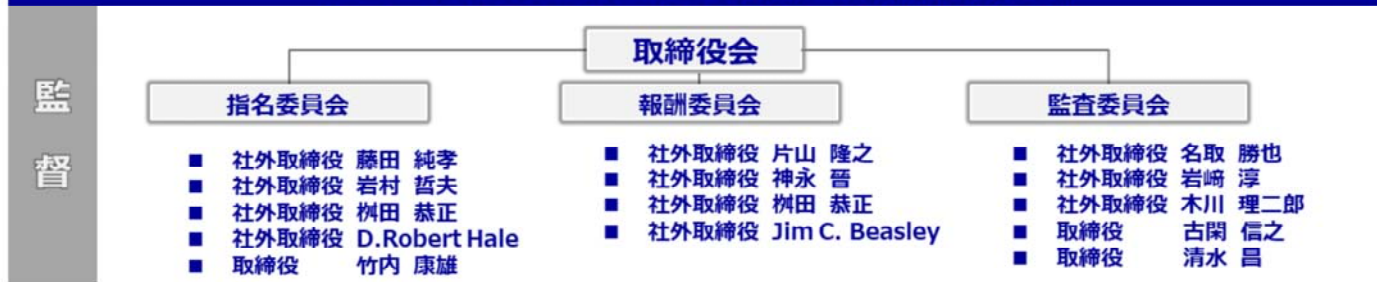 監督
取締役会
指名委員会
■ 社外取締役 藤田 純孝
■ 社外取締役 岩村 哲夫
■ 社外取締役 桝田 恭正
■ 社外取締役 D.Robert Hale
■ 取締役 竹内 康雄
報酬委員会
■ 社外取締役 片山 隆之
■ 社外取締役 神永 晉
■ 社外取締役 桝田 恭正
■ 社外取締役 Jim C. Beasley
監査委員会
■ 社外取締役 名取 勝也
■ 社外取締役 岩﨑 淳
■ 社外取締役 木川 理二郎
■ 取締役 古閑 信之
■ 取締役 清水 昌